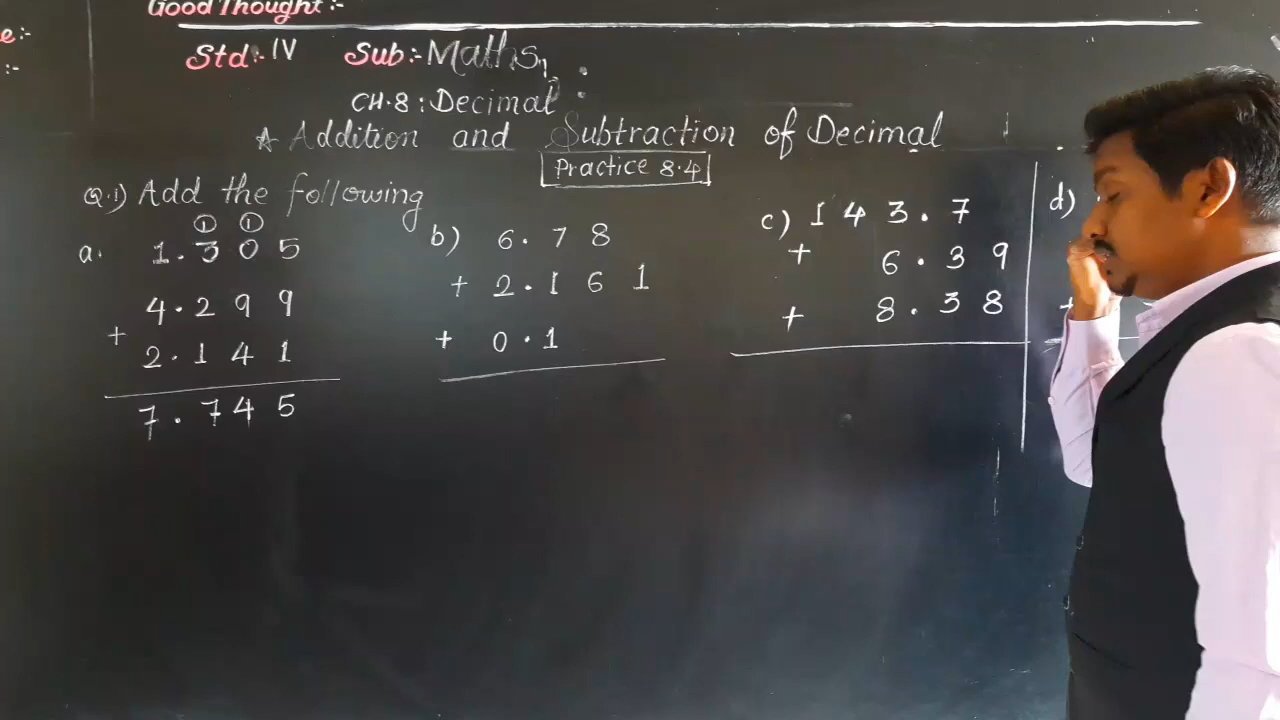 Good Thought :-
e:-
:-
Std:- IV Sub:- Maths
CH.8 : Decimal
* Addition and Subtraction of Decimal
Practice 8.4
Q.1) Add the following
1 1
a. 1.305
4.299
+ 2.141
7.745
b) 6.78
+ 2.161
+ 0.1
c) 143.7
+ 6.39
+ 8.38
d)
+